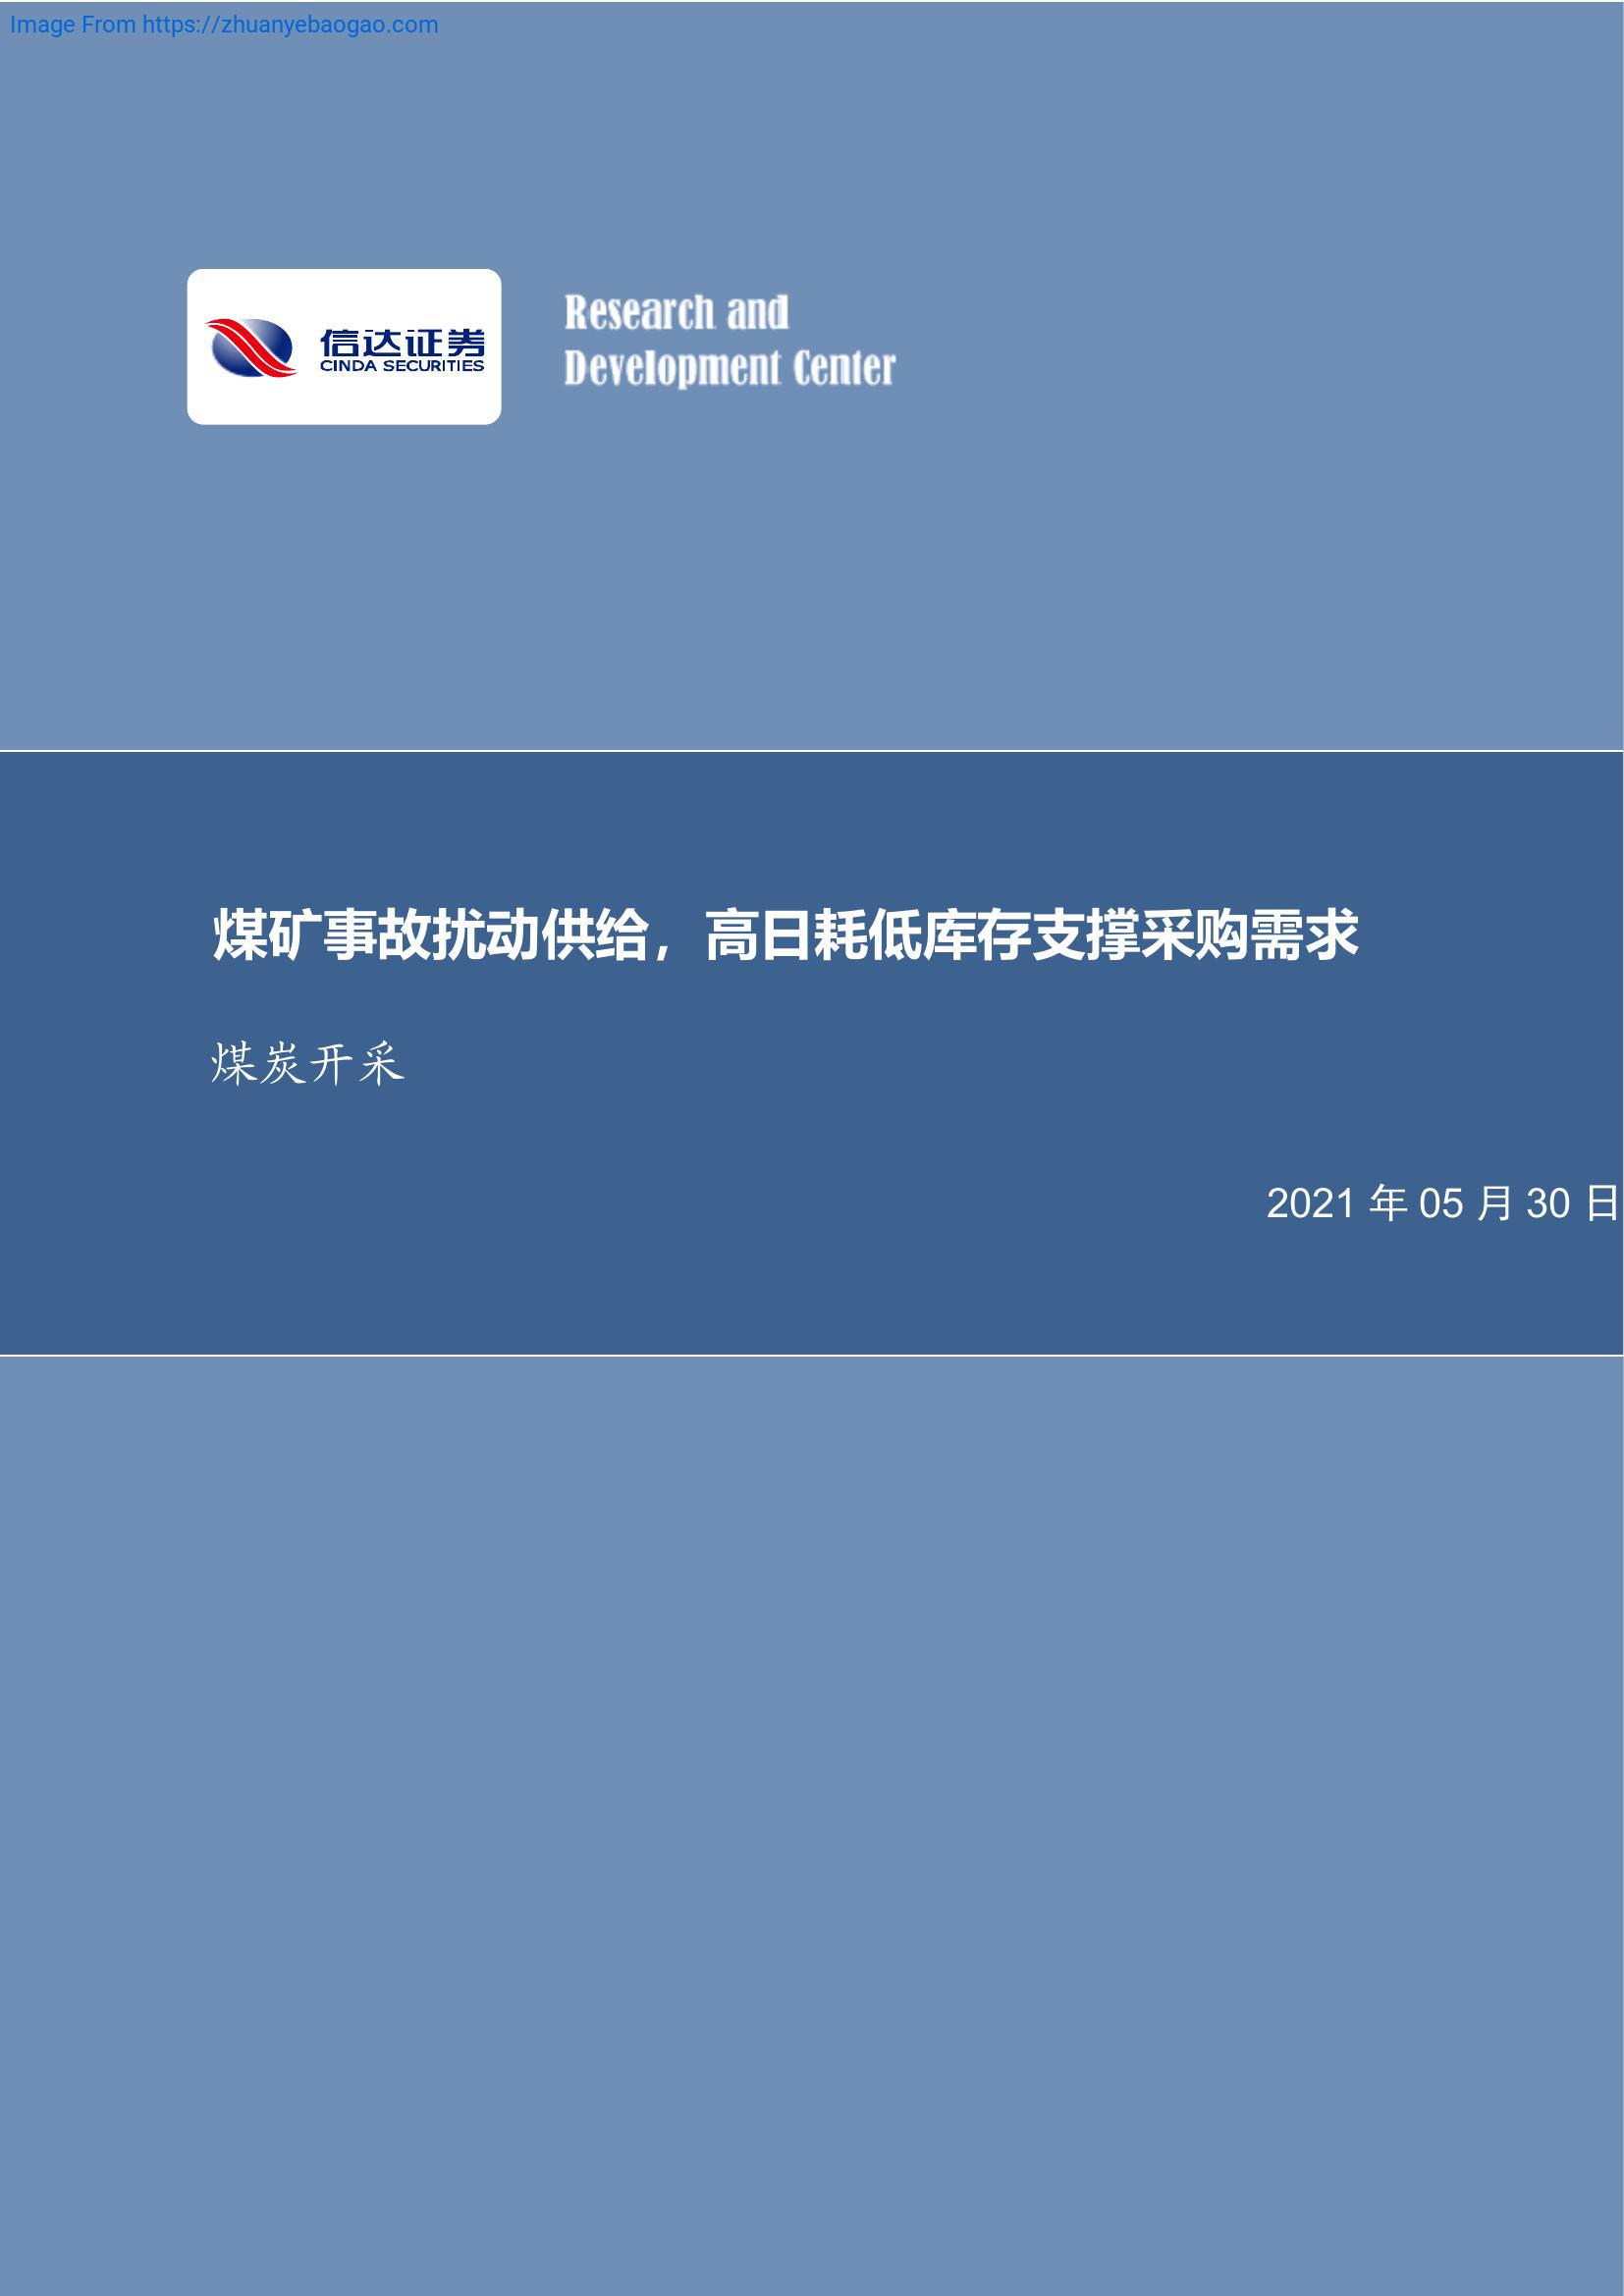 Image From https://zhuanyebaogao.com
信达证券
CINDA SECURITIES
Research and
Development Center
煤矿事故扰动供给，高日耗低库存支撑采购需求
煤炭开采
2021 年 05 月 30 日